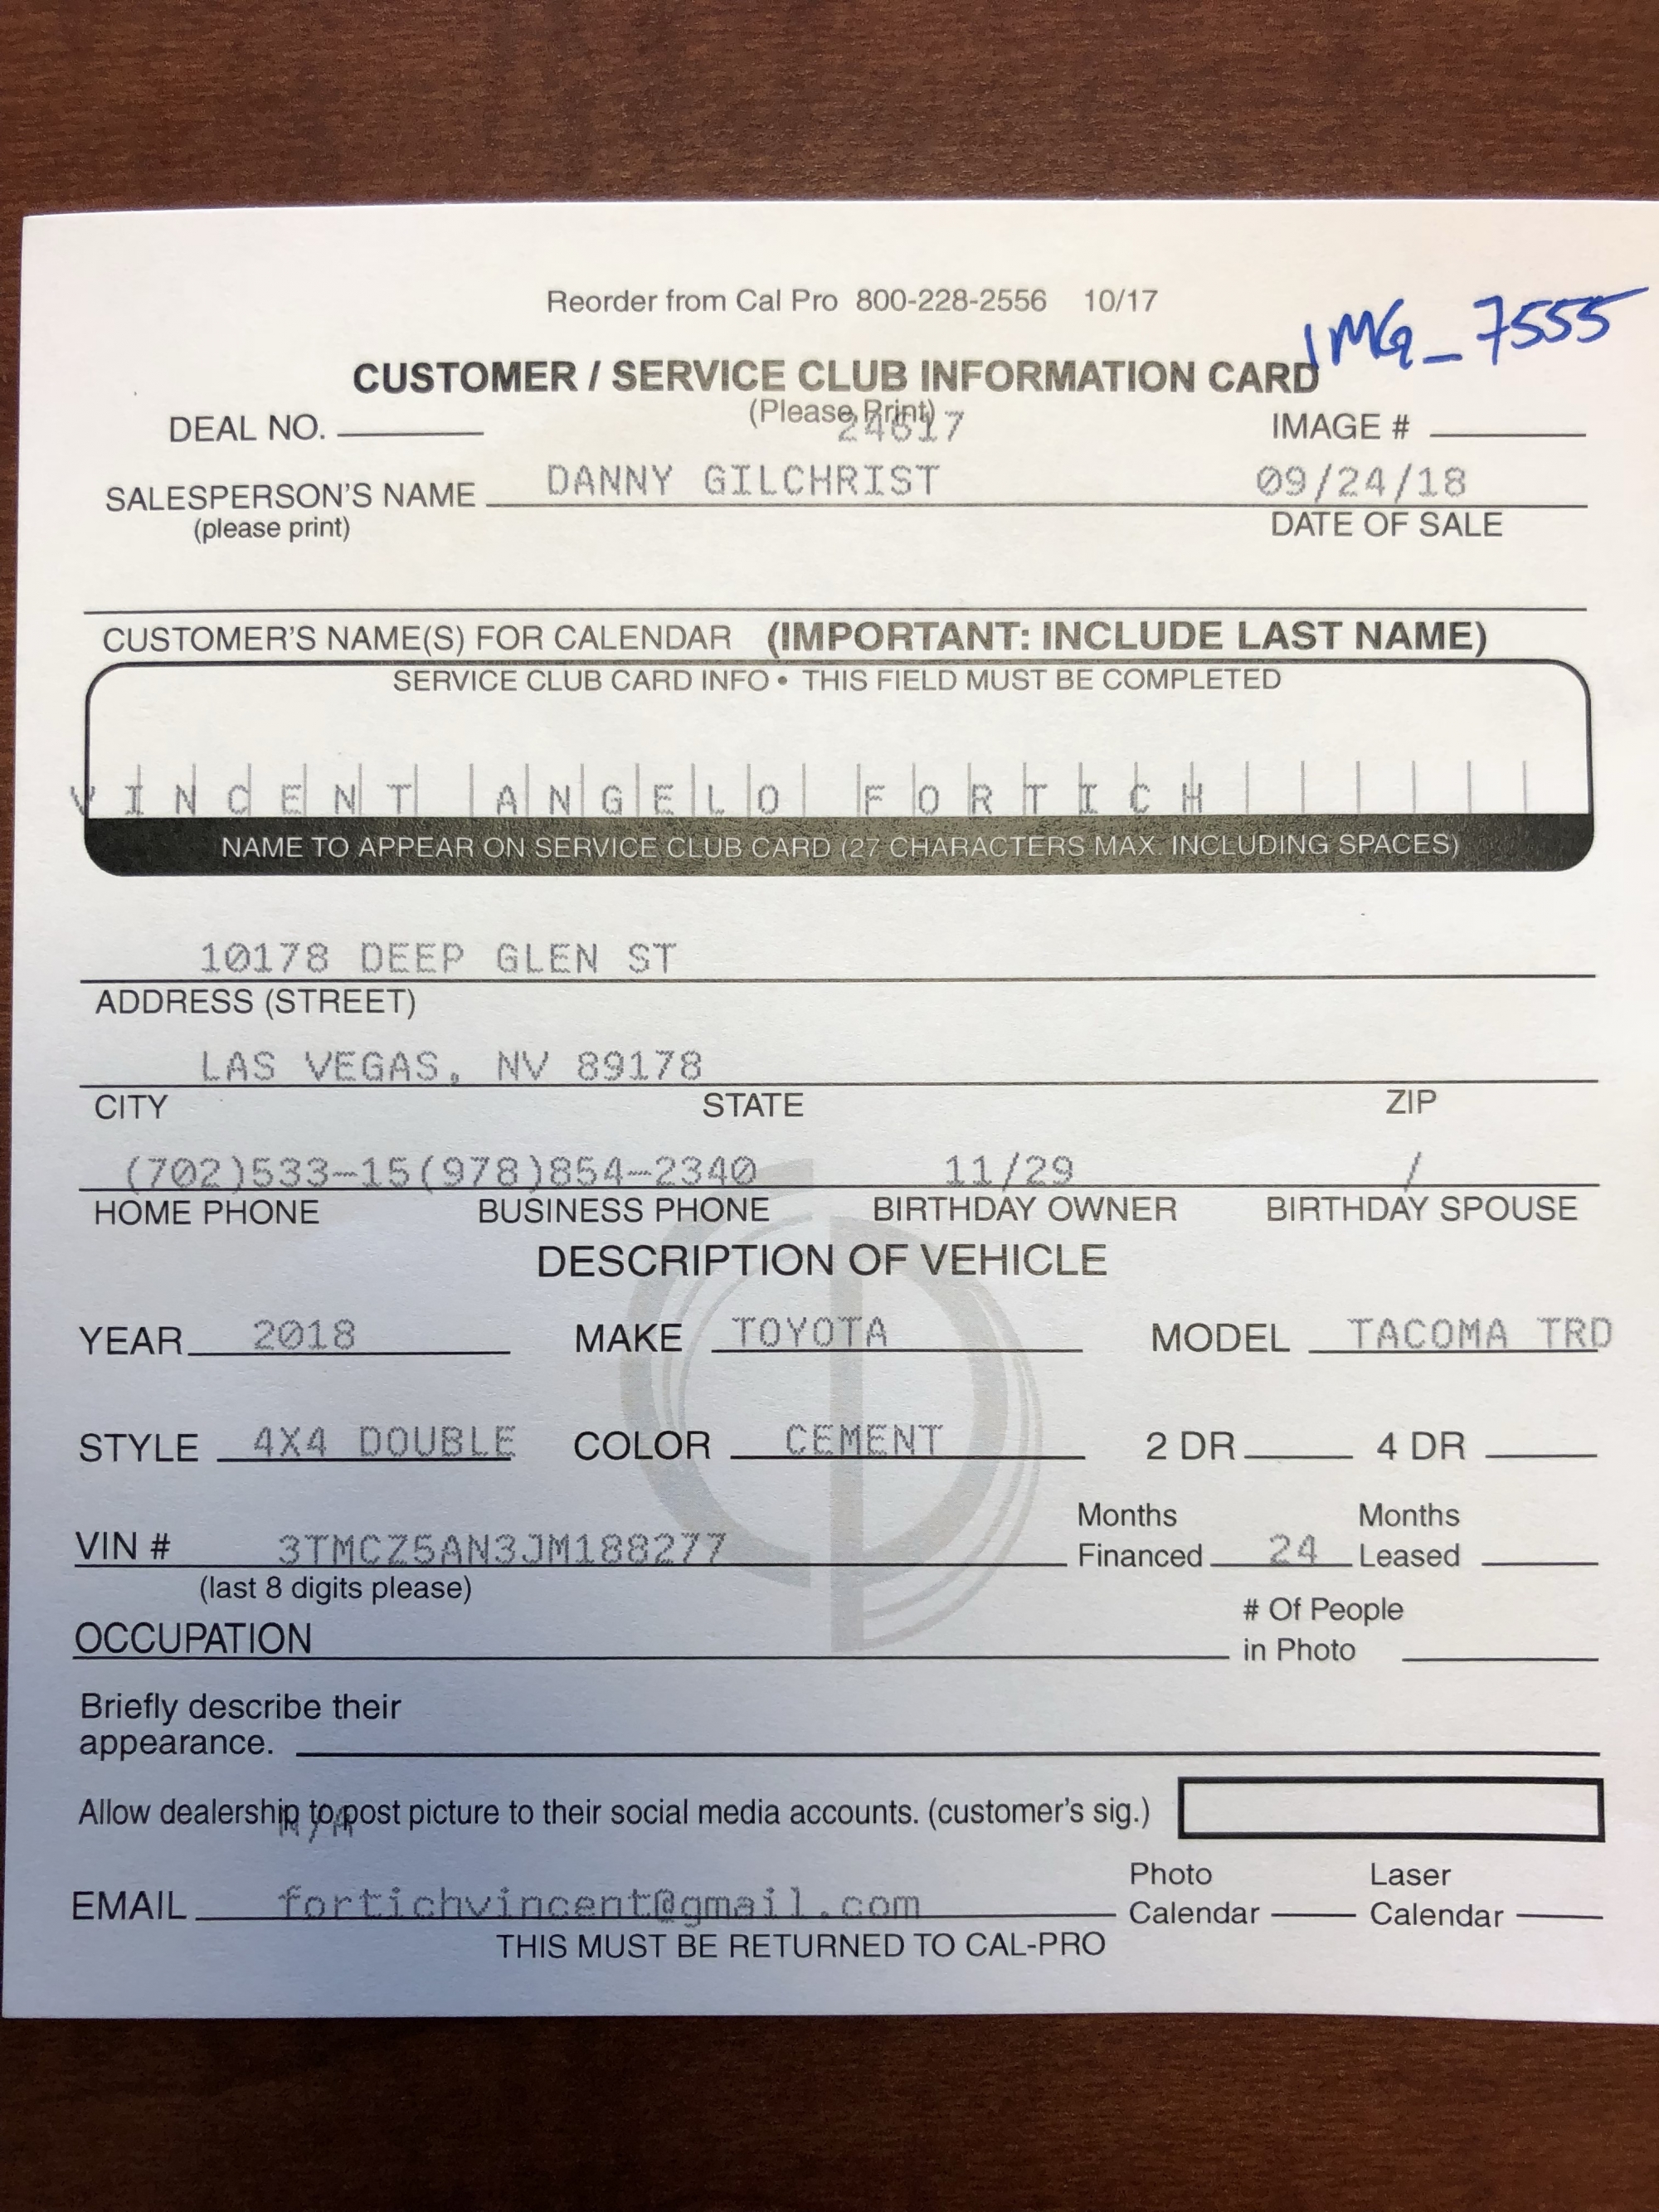 Reorder from Cal Pro 800-228-2556 10/17
IMG_7555
CUSTOMER / SERVICE CLUB INFORMATION CARD
(Please Print)
DEAL NO. 24617 IMAGE #
SALESPERSON'S NAME DANNY GILCHRIST 09/24/18
(please print) DATE OF SALE
CUSTOMER'S NAME(S) FOR CALENDAR (IMPORTANT: INCLUDE LAST NAME)
SERVICE CLUB CARD INFO • THIS FIELD MUST BE COMPLETED
VINCENT ANGELO FORTICH
NAME TO APPEAR ON SERVICE CLUB CARD (27 CHARACTERS MAX. INCLUDING SPACES)
10178 DEEP GLEN ST
ADDRESS (STREET)
LAS VEGAS, NV 89178
CITY STATE ZIP
(702)533-15(978)854-2340 11/29 /
HOME PHONE BUSINESS PHONE BIRTHDAY OWNER BIRTHDAY SPOUSE
DESCRIPTION OF VEHICLE
YEAR 2018 MAKE TOYOTA MODEL TACOMA TRD
STYLE 4X4 DOUBLE COLOR CEMENT 2 DR 4 DR
VIN # 3TMCZ5AN3JM188277 Months Financed 24 Months Leased
(last 8 digits please)
OCCUPATION # Of People in Photo
Briefly describe their
appearance.
Allow dealership to post picture to their social media accounts. (customer's sig.)
N/A
EMAIL fortichvincent@gmail.com Photo Calendar Laser Calendar
THIS MUST BE RETURNED TO CAL-PRO